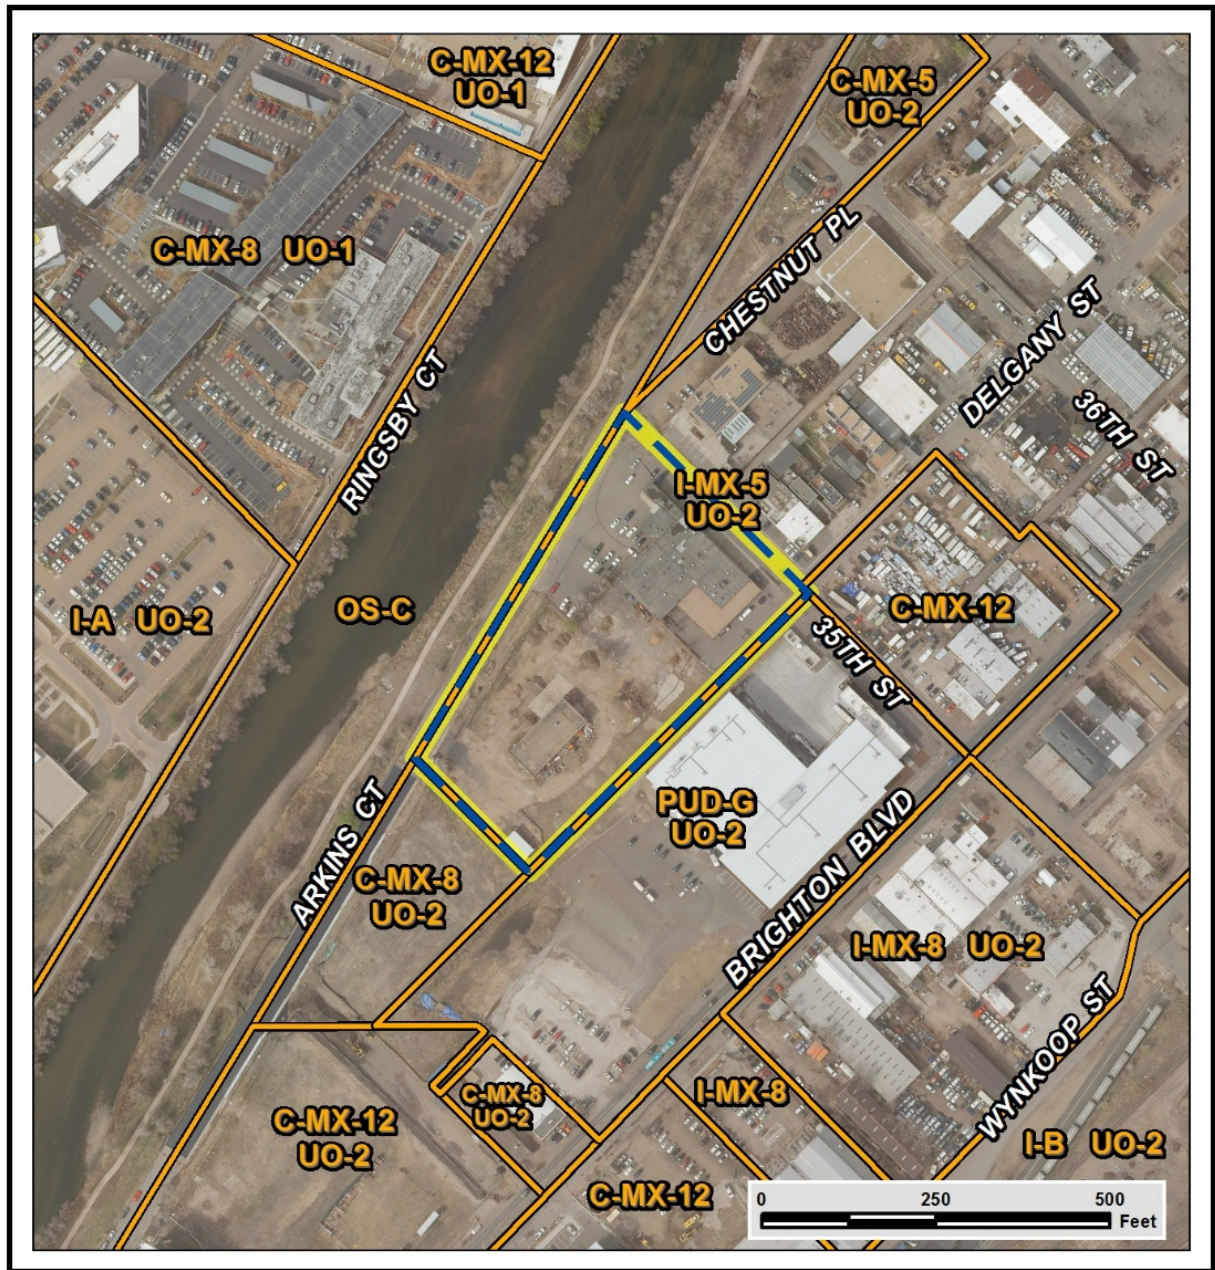 C-MX-12
UO-1
C-MX-5
UO-2
C-MX-8 UO-1
CHESTNUT PL
DELGANY ST
RINGSBY CT
36TH ST
I-MX-5
UO-2
I-A UO-2
OS-C
C-MX-12
35TH ST
PUD-G
UO-2
ARKINS CT
C-MX-8
UO-2
BRIGHTON BLVD
I-MX-8 UO-2
WYNKOOP ST
C-MX-8
UO-2
I-MX-8
C-MX-12
UO-2
I-B UO-2
C-MX-12
0 250 500
Feet